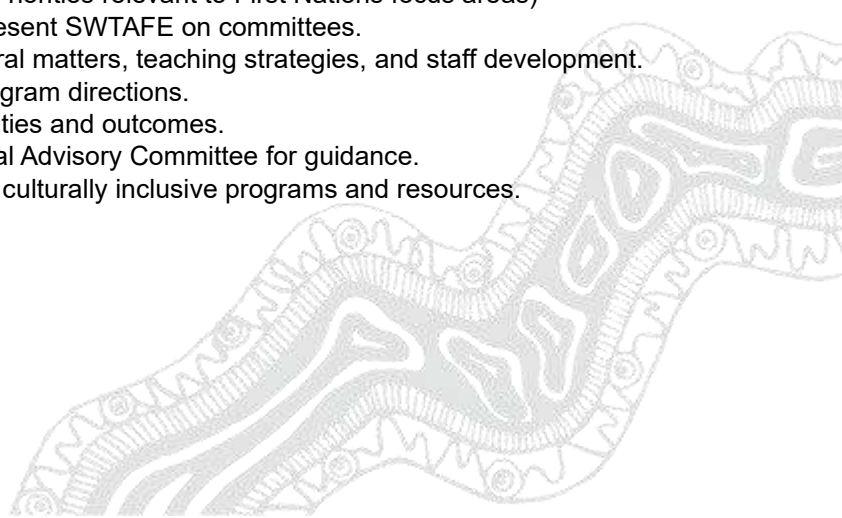 relevant to First Nations focus areas)
esent SWTAFE on committees.
ral matters, teaching strategies, and staff development.
gram directions.
ties and outcomes.
al Advisory Committee for guidance.
culturally inclusive programs and resources.